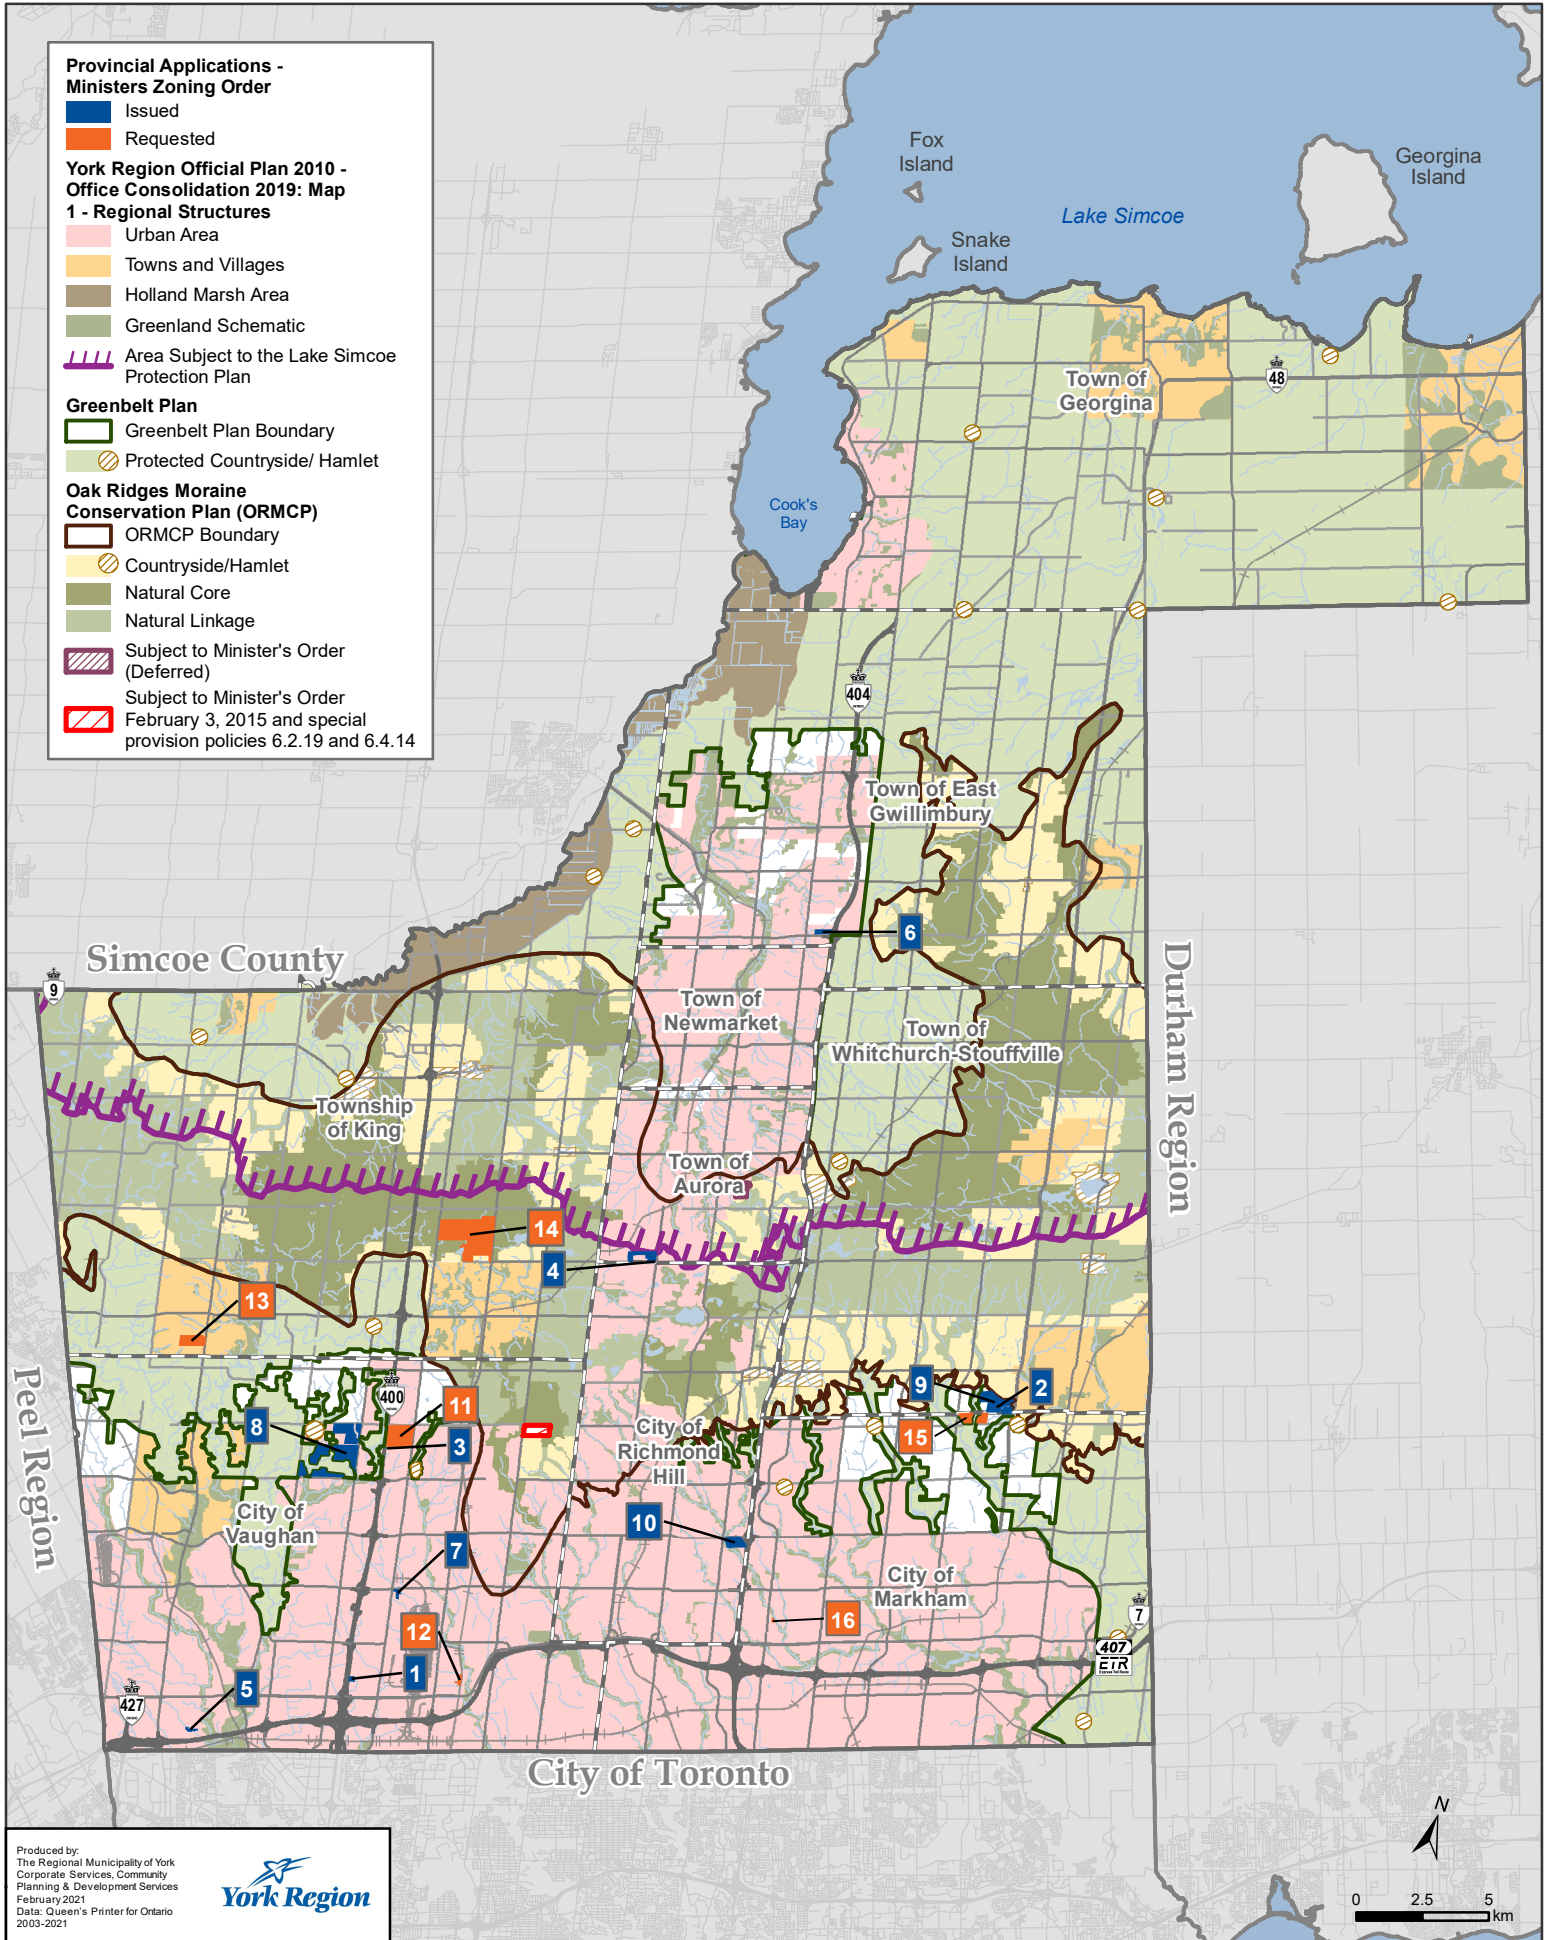 Provincial Applications -
Ministers Zoning Order
Issued
Requested
York Region Official Plan 2010 -
Office Consolidation 2019: Map
1 - Regional Structures
Urban Area
Towns and Villages
Holland Marsh Area
Greenland Schematic
Area Subject to the Lake Simcoe
Protection Plan
Greenbelt Plan
Greenbelt Plan Boundary
Protected Countryside/ Hamlet
Oak Ridges Moraine
Conservation Plan (ORMCP)
ORMCP Boundary
Countryside/Hamlet
Natural Core
Natural Linkage
Subject to Minister's Order
(Deferred)
Subject to Minister's Order
February 3, 2015 and special
provision policies 6.2.19 and 6.4.14
Fox
Island
Georgina
Island
Lake Simcoe
Snake
Island
Town of
Georgina
48
Cook's
Bay
404
Town of East
Gwillimbury
6
Simcoe County
9
Durham Region
Town of
Newmarket
Town of
Whitchurch-Stouffville
Township
of King
Town of
Aurora
14
4
13
Peel Region
400
11
8
3
9
2
15
City of
Richmond
Hill
City of
Vaughan
10
7
City of
Markham
16
7
12
407
ETR
Express Toll Route
1
5
427
City of Toronto
N
0 2.5 5
km
Produced by:
The Regional Municipality of York
Corporate Services, Community
Planning & Development Services
February 2021
Data: Queen's Printer for Ontario
2003-2021
York Region